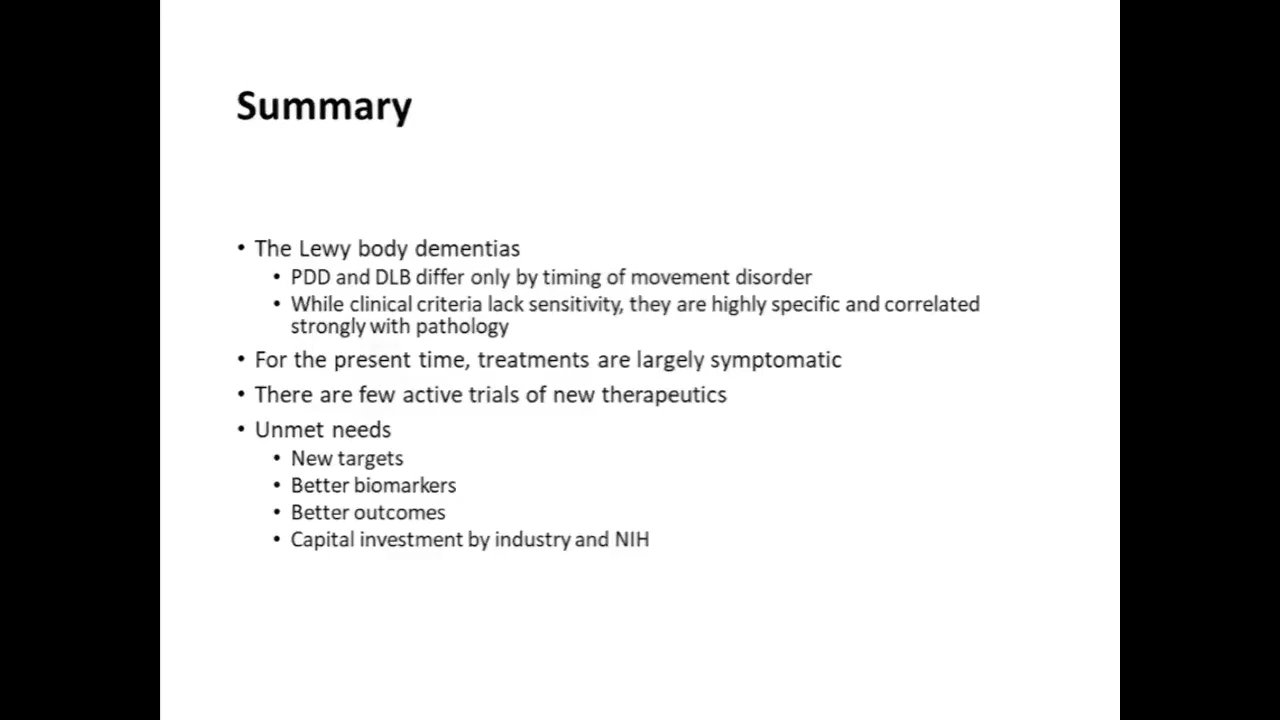 Summary
• The Lewy body dementias
• PDD and DLB differ only by timing of movement disorder
• While clinical criteria lack sensitivity, they are highly specific and correlated
strongly with pathology
• For the present time, treatments are largely symptomatic
• There are few active trials of new therapeutics
• Unmet needs
• New targets
• Better biomarkers
• Better outcomes
• Capital investment by industry and NIH